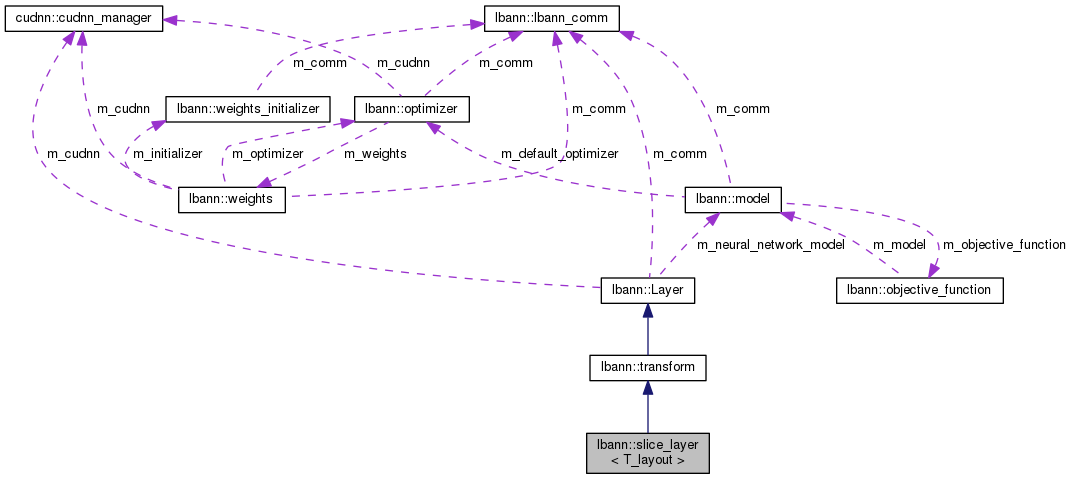 cudnn::cudnn_manager
lbann::lbann_comm
m_comm
m_cudnn
m_comm
lbann::weights_initializer
lbann::optimizer
m_cudnn
m_comm
m_comm
m_cudnn
m_initializer
m_optimizer
m_weights
m_default_optimizer
m_comm
lbann::weights
lbann::model
m_neural_network_model
m_model
m_objective_function
lbann::Layer
lbann::objective_function
lbann::transform
lbann::slice_layer
< T_layout >